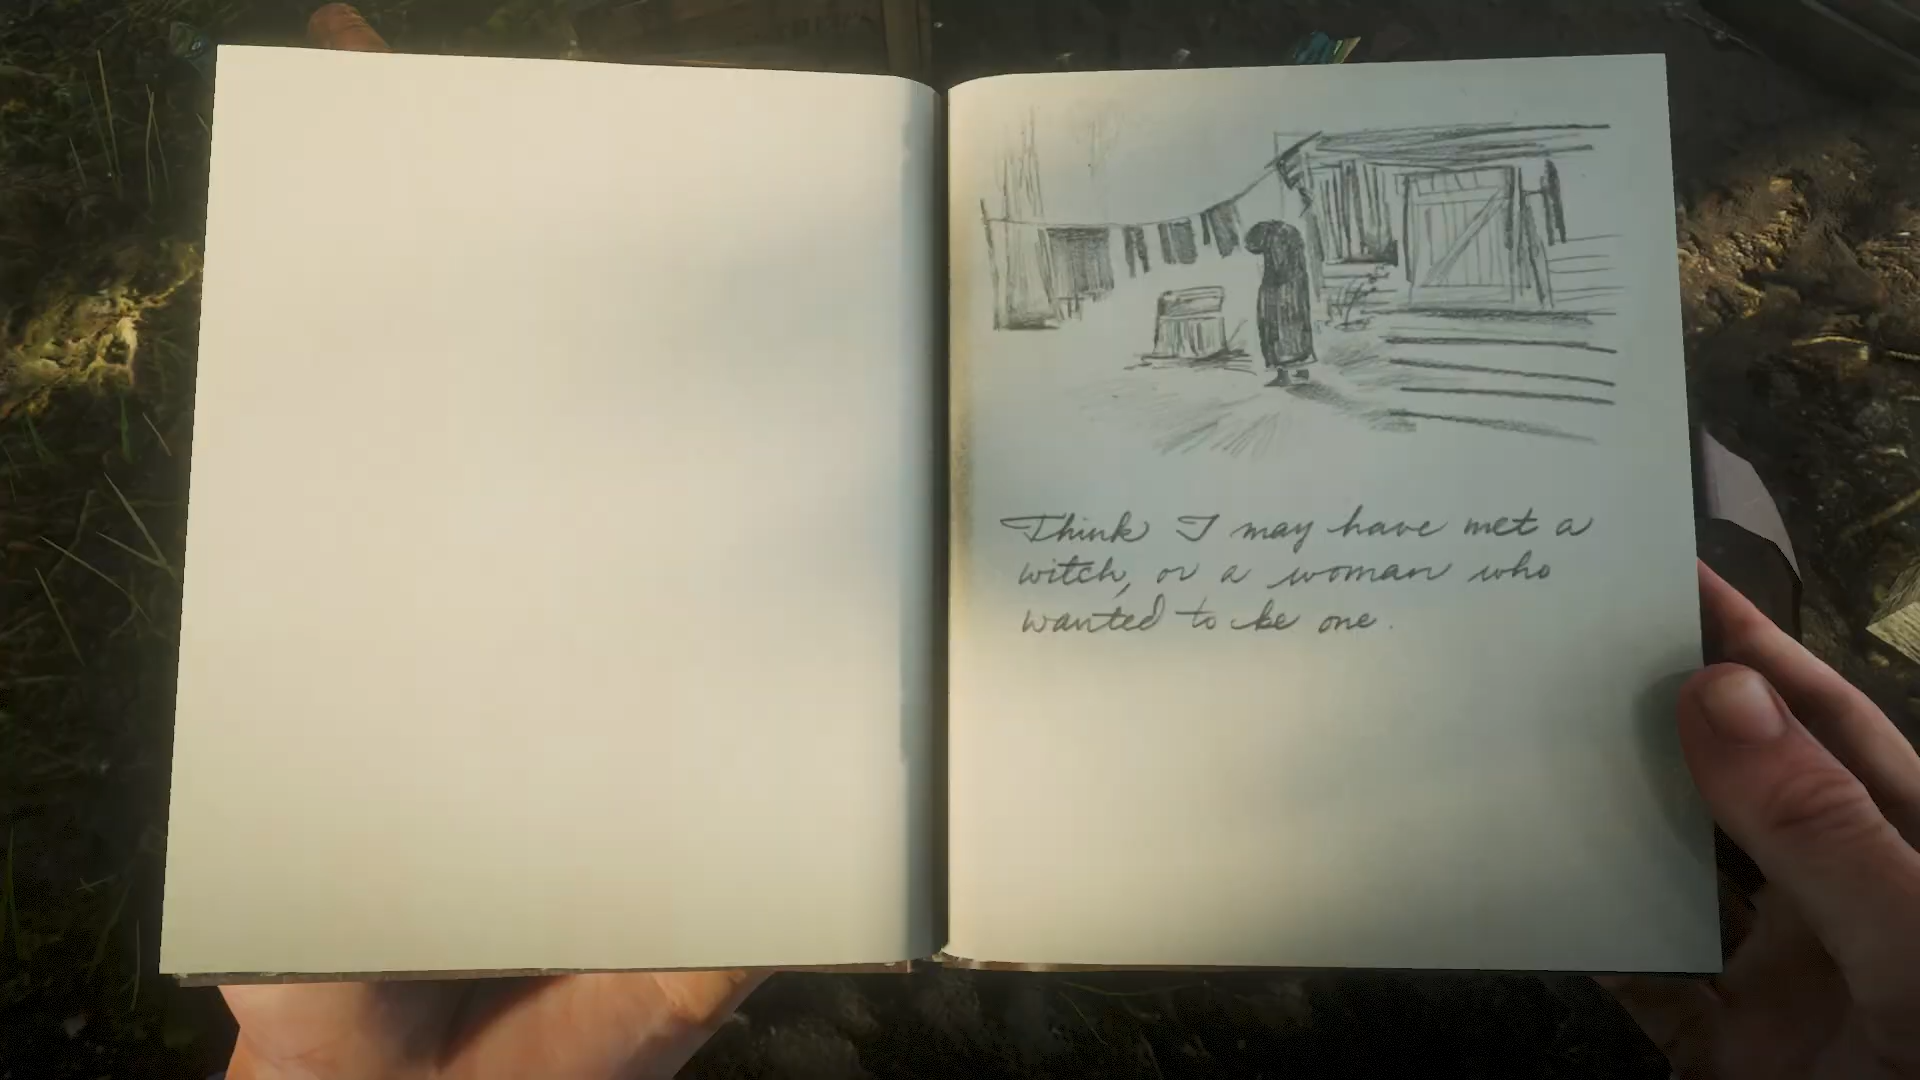 Think I may have met a
witch, or a woman who
wanted to be one.